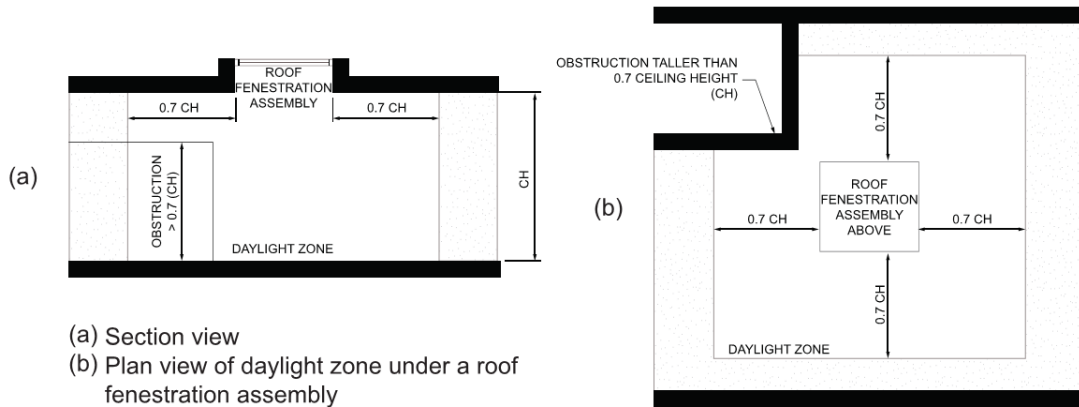 ROOF
FENESTRATION
ASSEMBLY
0.7 CH
0.7 CH
OBSTRUCTION
> 0.7 (CH)
CH
DAYLIGHT ZONE
(a)
(a) Section view
(b) Plan view of daylight zone under a roof
fenestration assembly
OBSTRUCTION TALLER THAN
0.7 CEILING HEIGHT
(CH)
0.7 CH
ROOF
FENESTRATION
ASSEMBLY
ABOVE
0.7 CH
0.7 CH
0.7 CH
DAYLIGHT ZONE
(b)